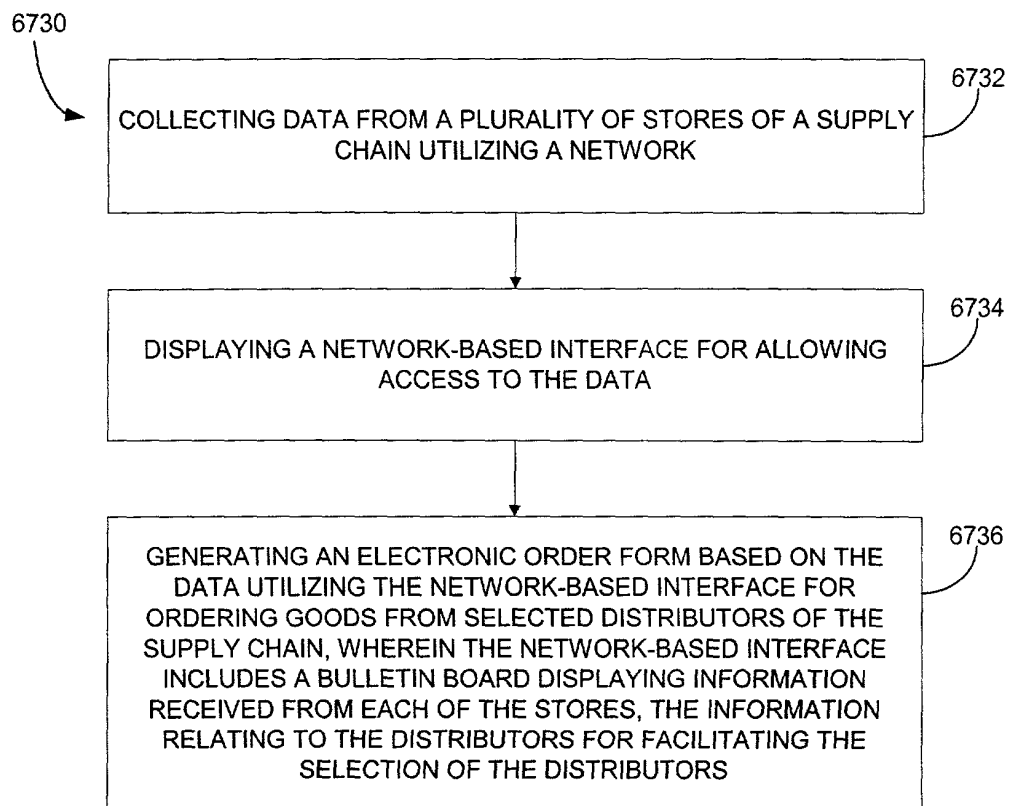 6730
6732
COLLECTING DATA FROM A PLURALITY OF STORES OF A SUPPLY
CHAIN UTILIZING A NETWORK
6734
DISPLAYING A NETWORK-BASED INTERFACE FOR ALLOWING
ACCESS TO THE DATA
6736
GENERATING AN ELECTRONIC ORDER FORM BASED ON THE
DATA UTILIZING THE NETWORK-BASED INTERFACE FOR
ORDERING GOODS FROM SELECTED DISTRIBUTORS OF THE
SUPPLY CHAIN, WHEREIN THE NETWORK-BASED INTERFACE
INCLUDES A BULLETIN BOARD DISPLAYING INFORMATION
RECEIVED FROM EACH OF THE STORES, THE INFORMATION
RELATING TO THE DISTRIBUTORS FOR FACILITATING THE
SELECTION OF THE DISTRIBUTORS